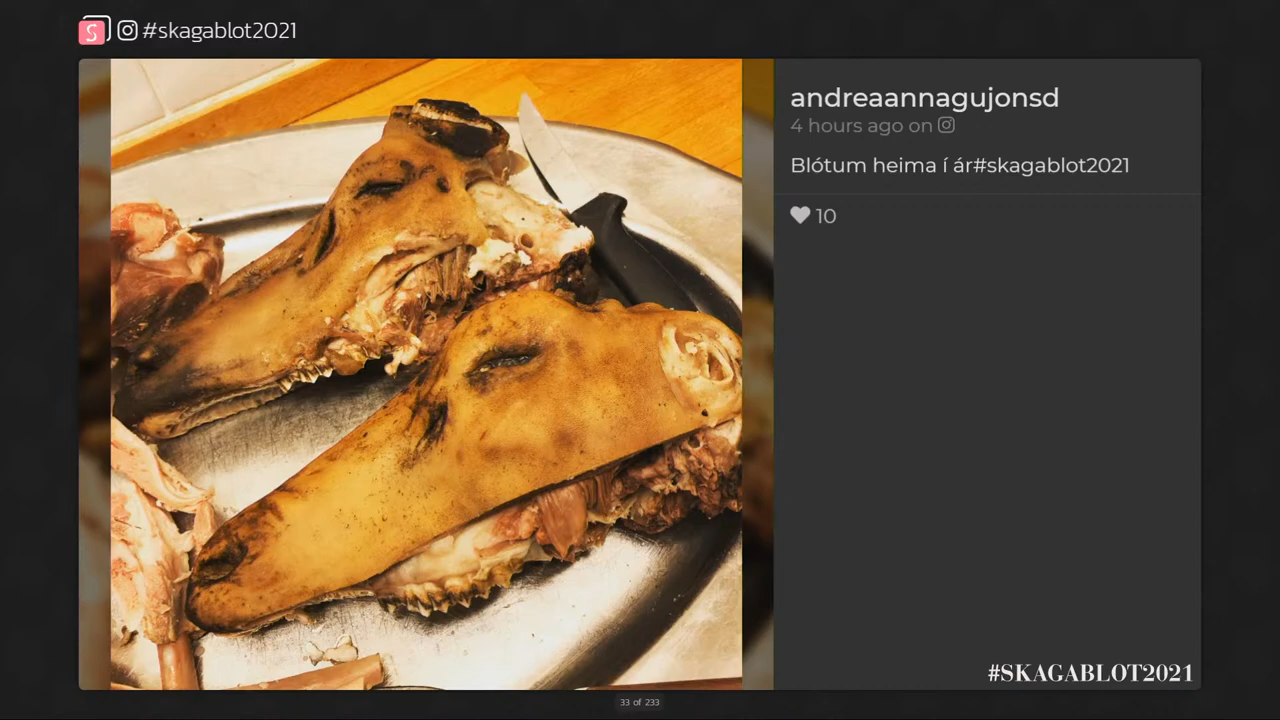 #skagablot2021
andreaannagujonsd
4 hours ago on
Blótum heima í ár#skagablot2021
10
#SKAGABLOT2021
33 of 233